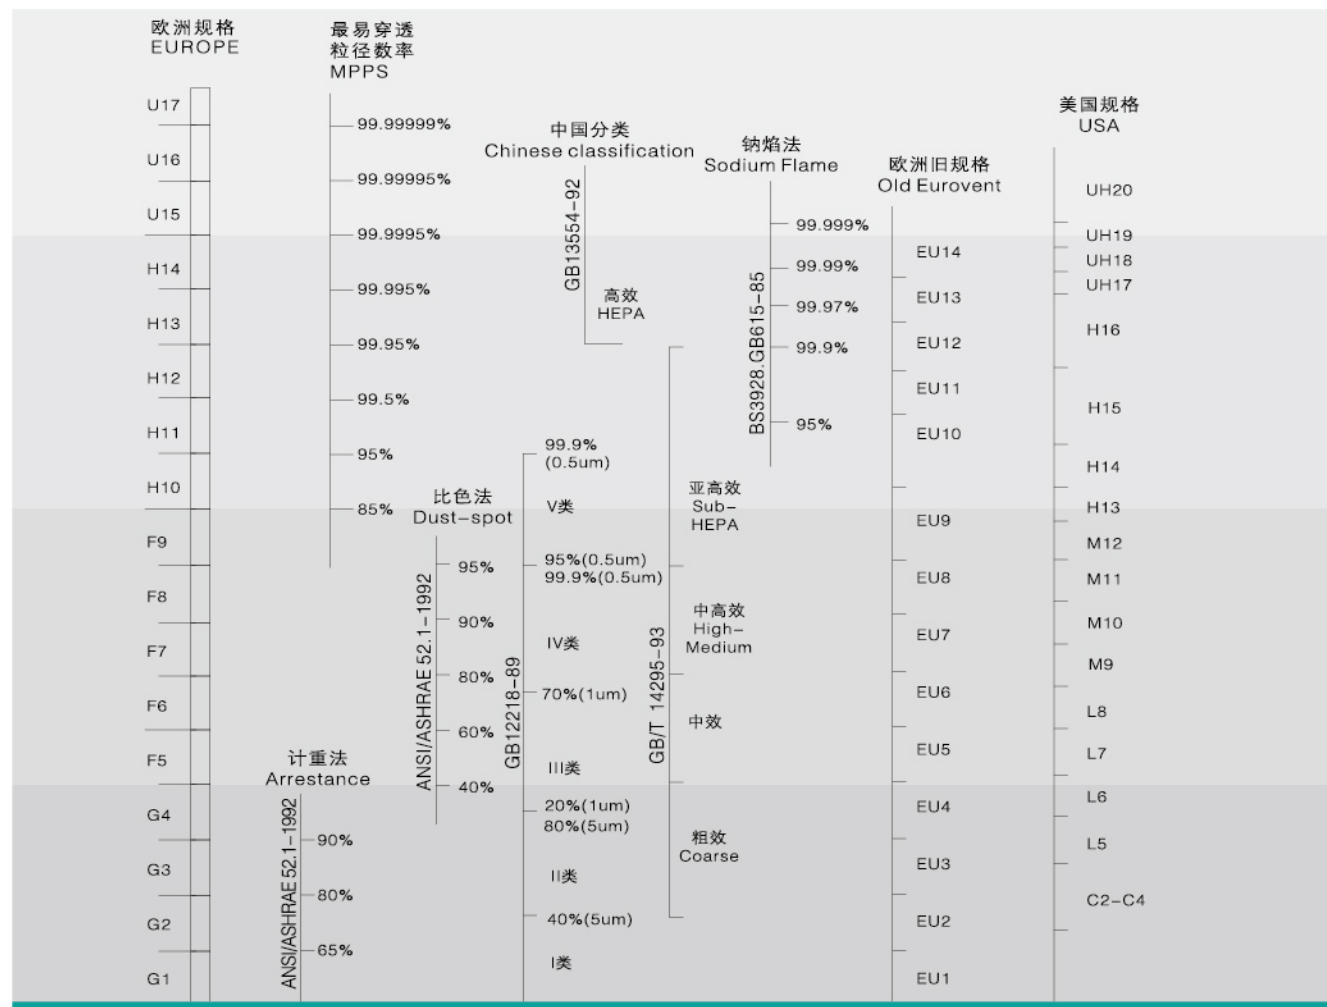 欧洲规格
EUROPE
U17
U16
U15
H14
H13
H12
H11
H10
F9
F8
F7
F6
F5
G4
G3
G2
G1
最易穿透
粒径数率
MPPS
99.99999%
99.99995%
99.9995%
99.995%
99.95%
99.5%
95%
85%
计重法
Arrestance
ANSI/ASHRAE 52.1-1992
90%
80%
65%
比色法
Dust-spot
ANSI/ASHRAE 52.1-1992
95%
90%
80%
60%
40%
中国分类
Chinese classification
GB13554-92
高效
HEPA
GB12218-89
99.9%
(0.5um)
V类
95%(0.5um)
99.9%(0.5um)
IV类
70%(1um)
III类
20%(1um)
80%(5um)
II类
40%(5um)
I类
GB/T 14295-93
亚高效
Sub-
HEPA
中高效
High-
Medium
中效
粗效
Coarse
钠焰法
Sodium Flame
BS3928.GB615-85
99.999%
99.99%
99.97%
99.9%
95%
欧洲旧规格
Old Eurovent
EU14
EU13
EU12
EU11
EU10
EU9
EU8
EU7
EU6
EU5
EU4
EU3
EU2
EU1
美国规格
USA
UH20
UH19
UH18
UH17
H16
H15
H14
H13
M12
M11
M10
M9
L8
L7
L6
L5
C2-C4